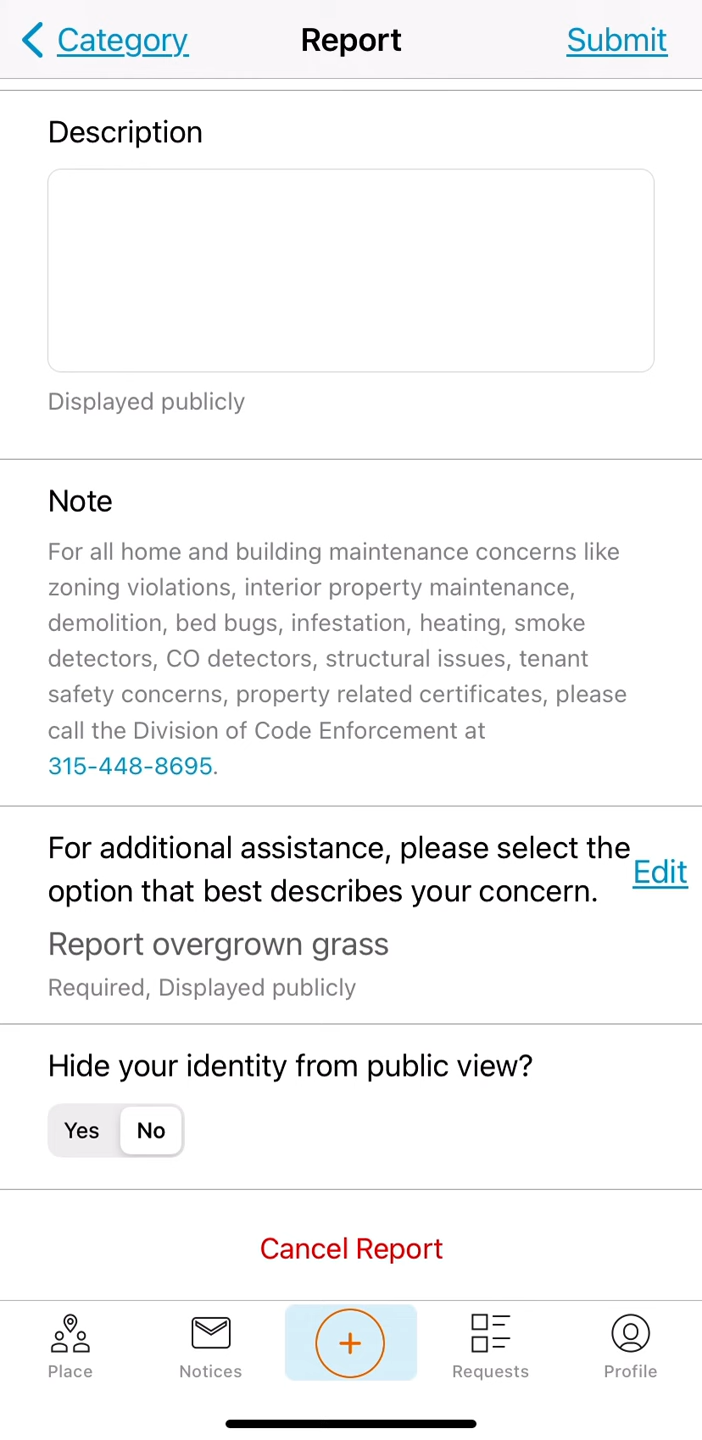 Category
Report
Submit
Description
Displayed publicly
Note
For all home and building maintenance concerns like
zoning violations, interior property maintenance,
demolition, bed bugs, infestation, heating, smoke
detectors, CO detectors, structural issues, tenant
safety concerns, property related certificates, please
call the Division of Code Enforcement at
315-448-8695.
For additional assistance, please select the
option that best describes your concern.
Edit
Report overgrown grass
Required, Displayed publicly
Hide your identity from public view?
Yes
No
Cancel Report
Place
Notices
Requests
Profile